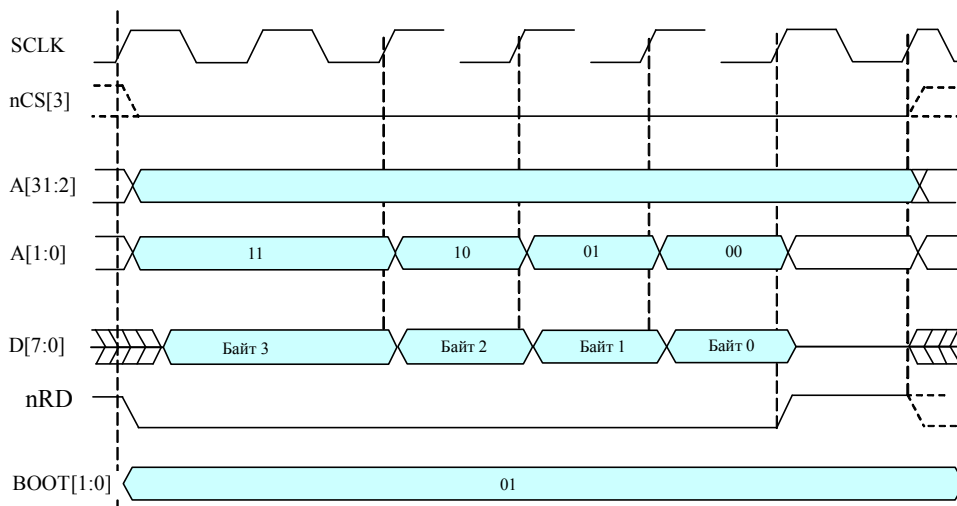 SCLK
nCS[3]
A[31:2]
A[1:0] 11 10 01 00
D[7:0] Байт 3 Байт 2 Байт 1 Байт 0
nRD
BOOT[1:0] 01